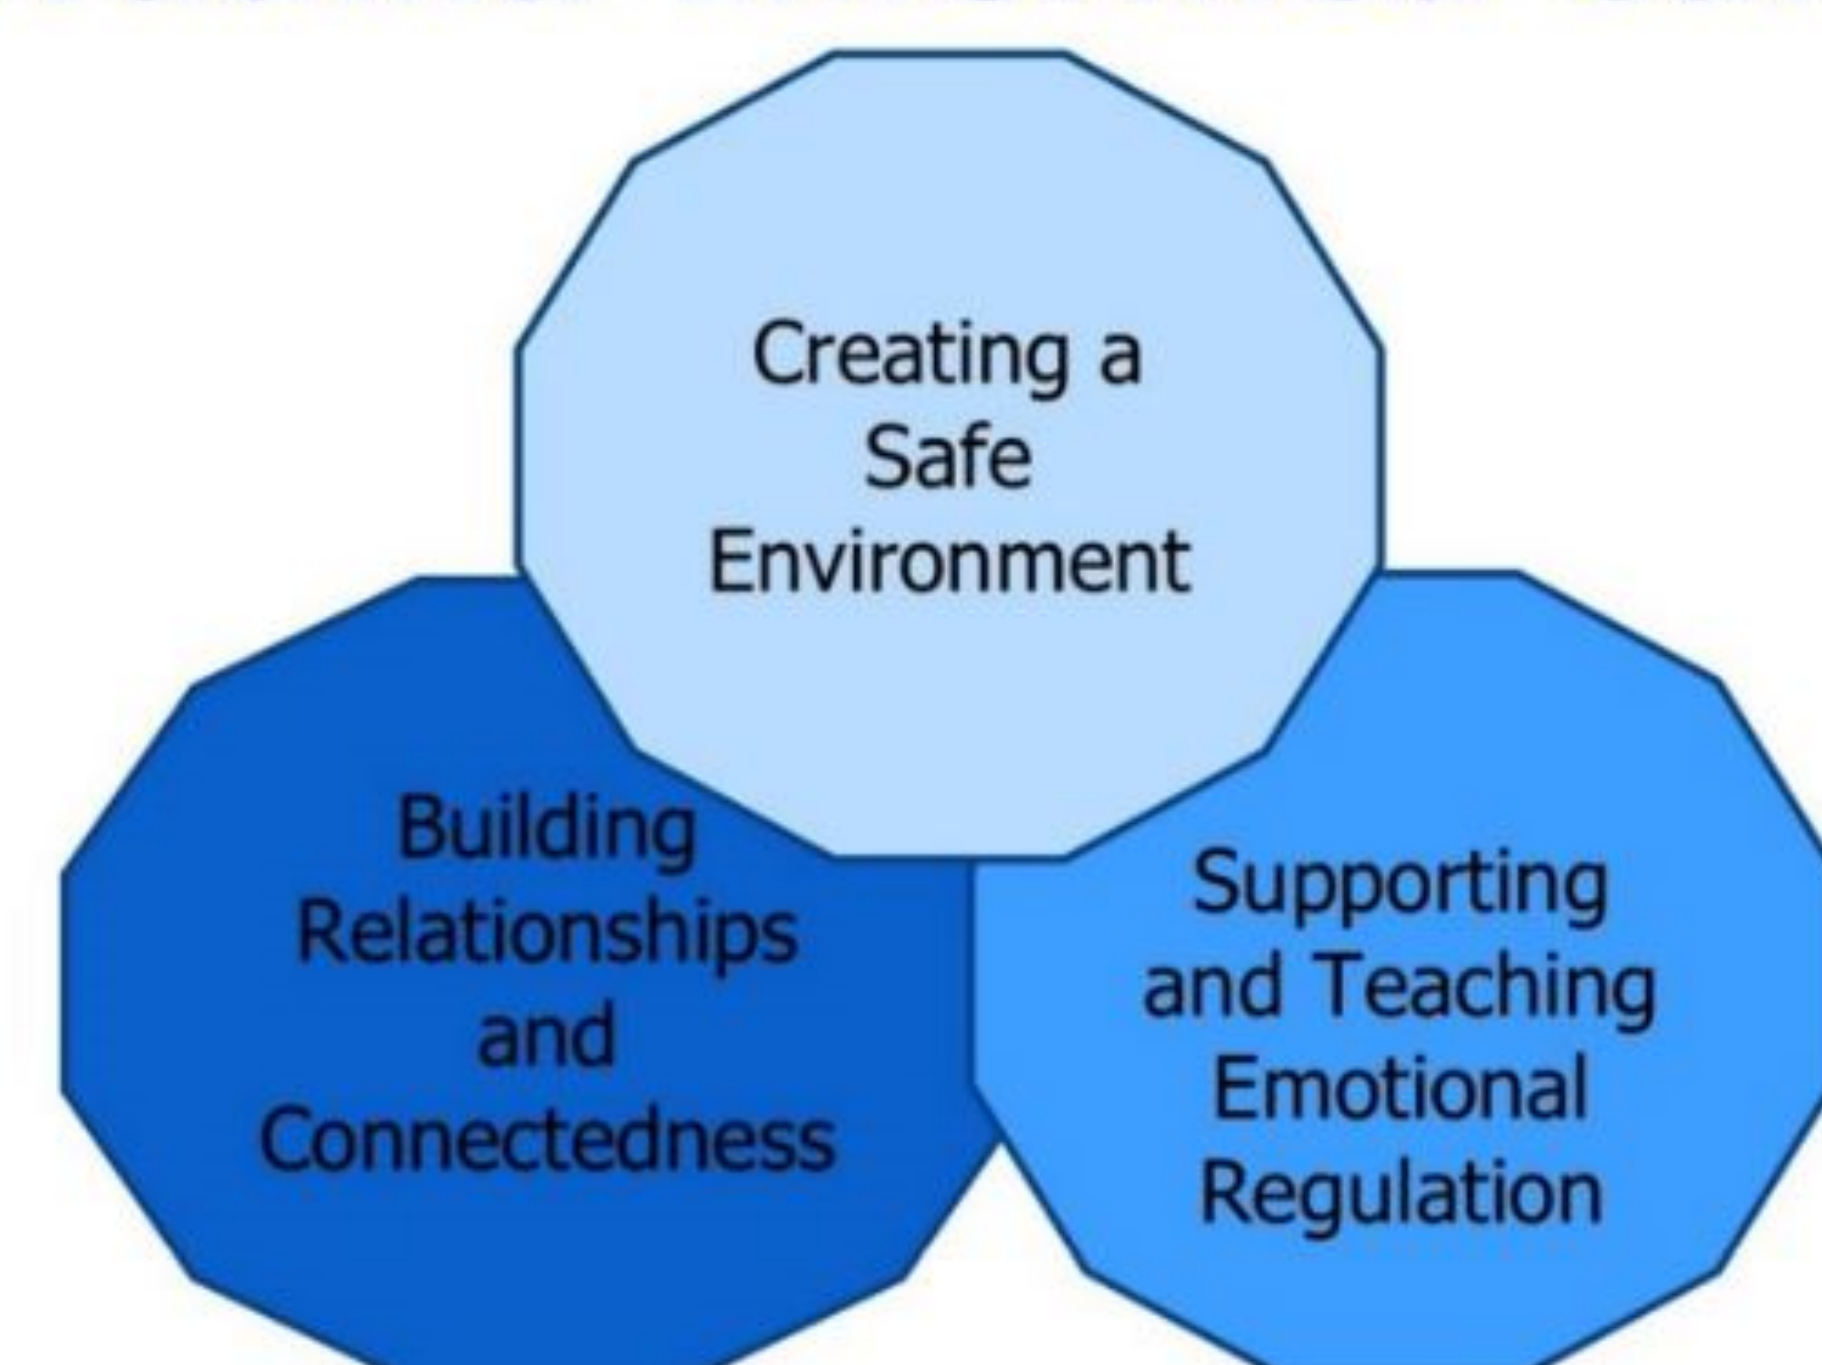 Creating a
Safe
Environment
Building
Relationships
and
Connectedness
Supporting
and Teaching
Emotional
Regulation